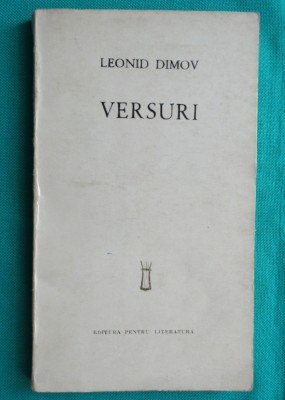 LEONID DIMOV
VERSURI
EDITURA PENTRU LITERATURA